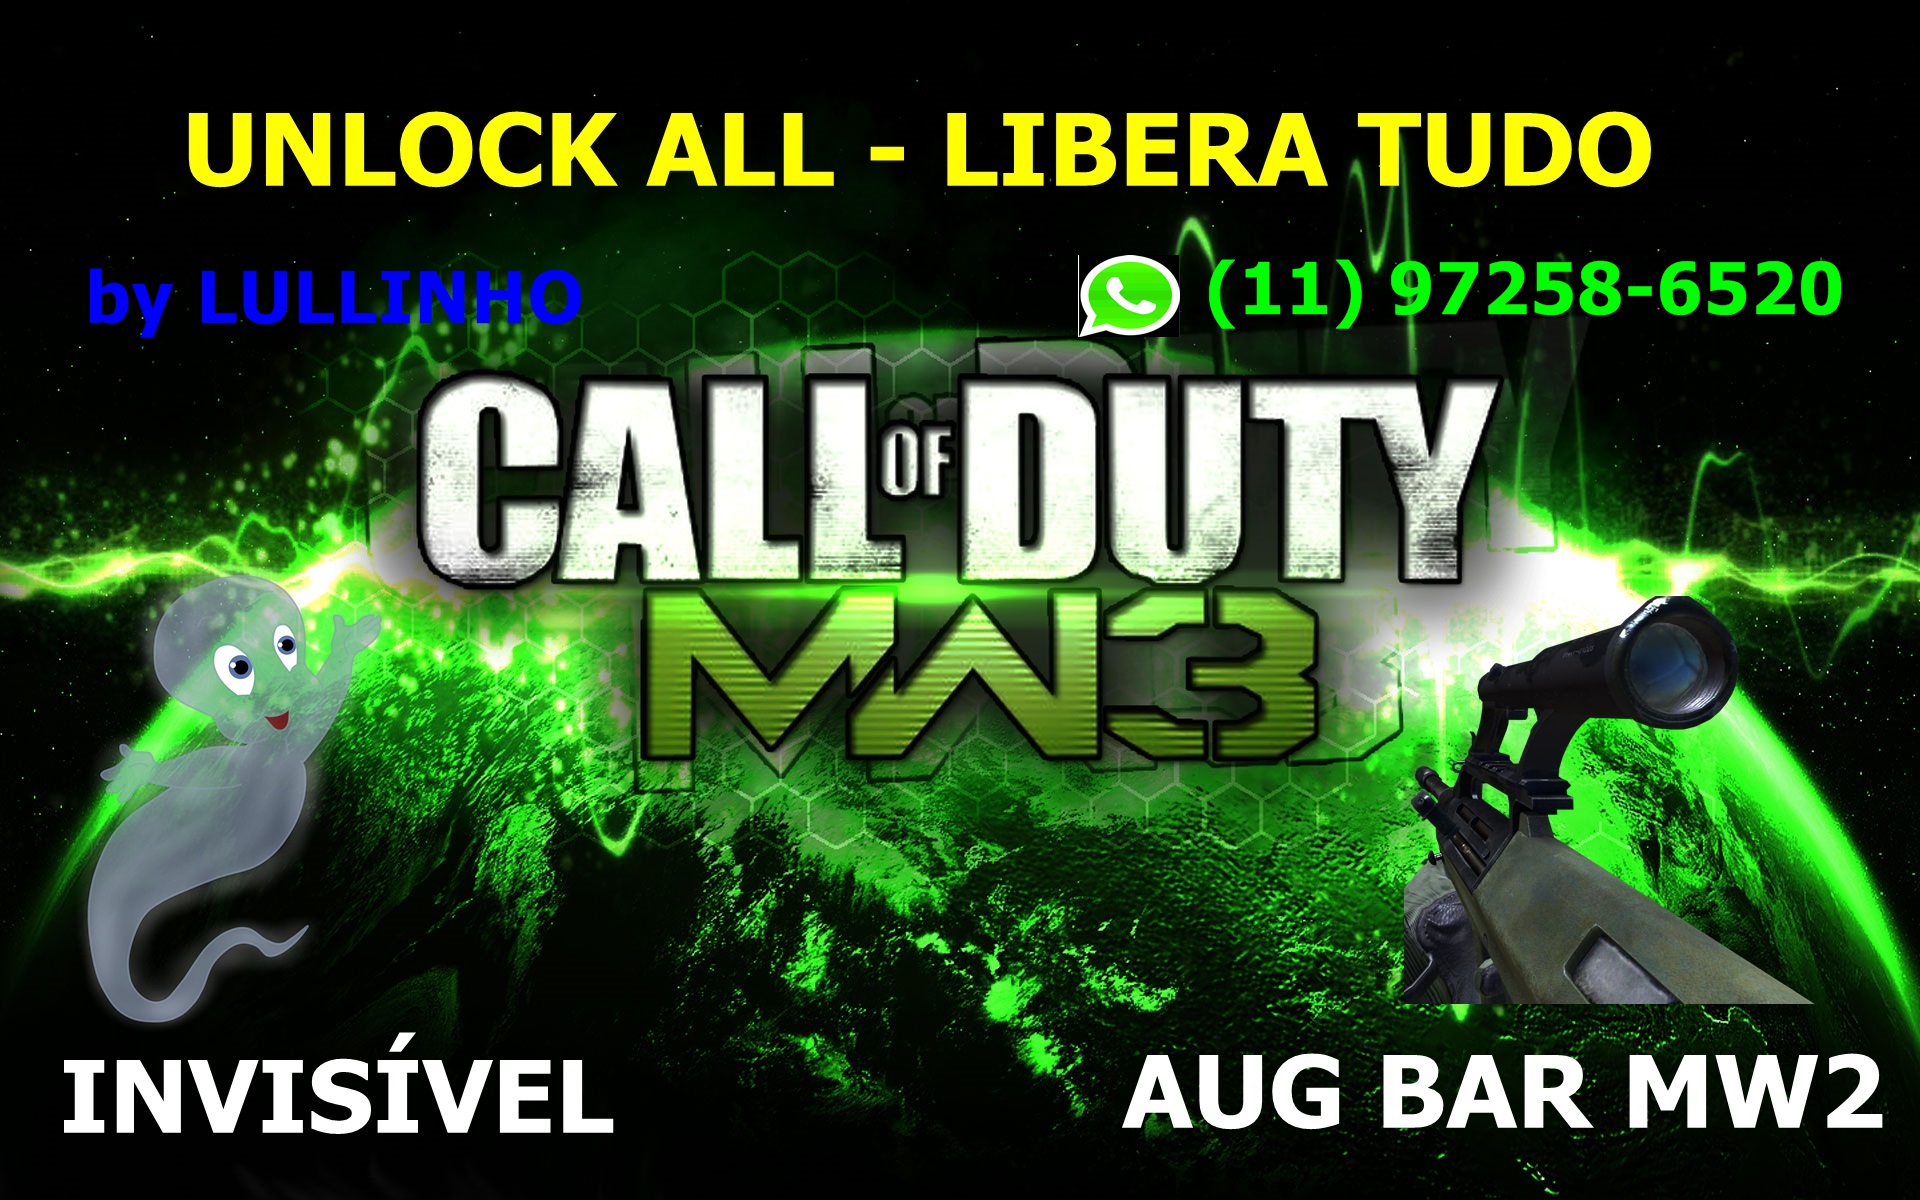 UNLOCK ALL - LIBERA TUDO
by LULLINHO
(11) 97258-6520
CALL OF DUTY
MW3
INVISÍVEL
AUG BAR MW2